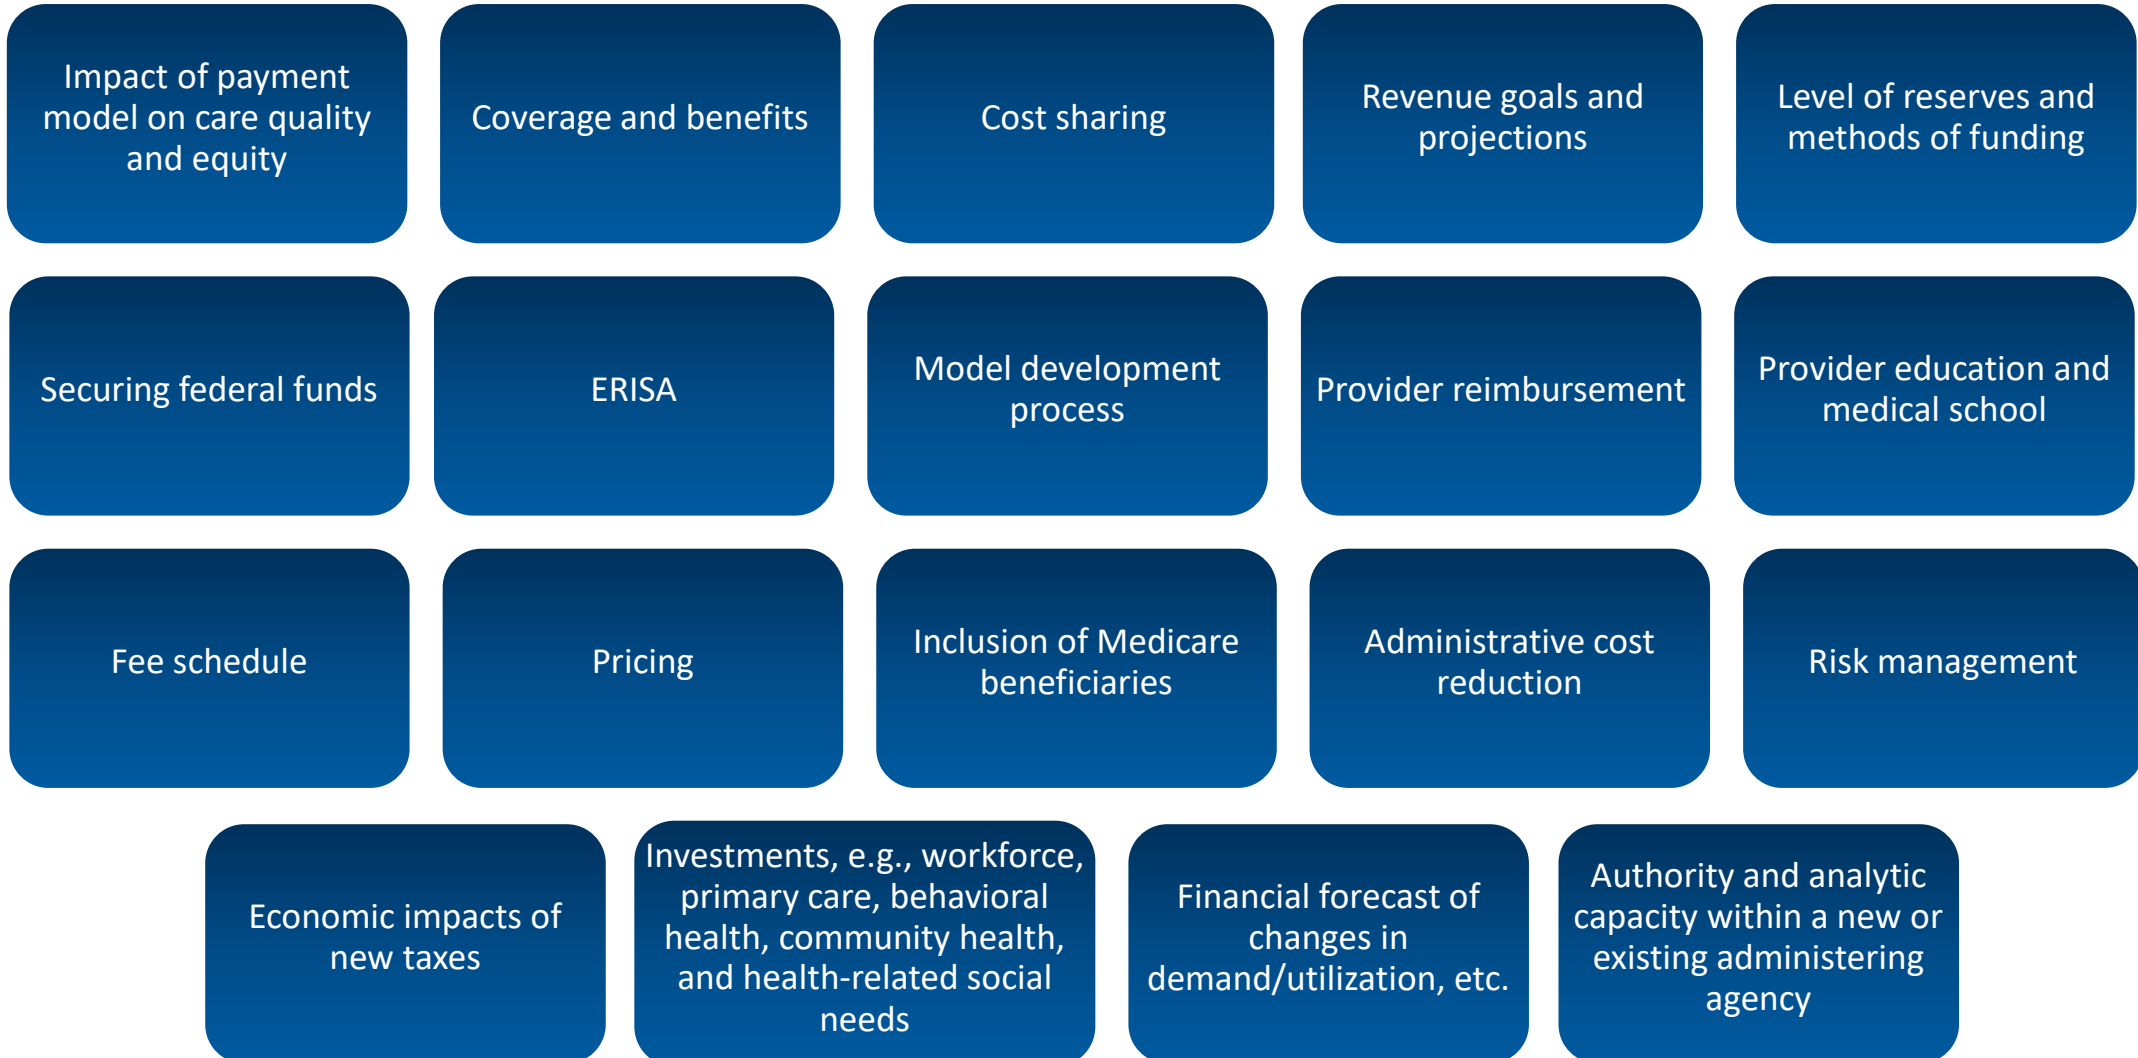 Impact of payment
model on care quality
and equity
Coverage and benefits
Cost sharing
Revenue goals and
projections
Level of reserves and
methods of funding
Securing federal funds
ERISA
Model development
process
Provider reimbursement
Provider education and
medical school
Fee schedule
Pricing
Inclusion of Medicare
beneficiaries
Administrative cost
reduction
Risk management
Economic impacts of
new taxes
Investments, e.g., workforce,
primary care, behavioral
health, community health,
and health-related social
needs
Financial forecast of
changes in
demand/utilization, etc.
Authority and analytic
capacity within a new or
existing administering
agency